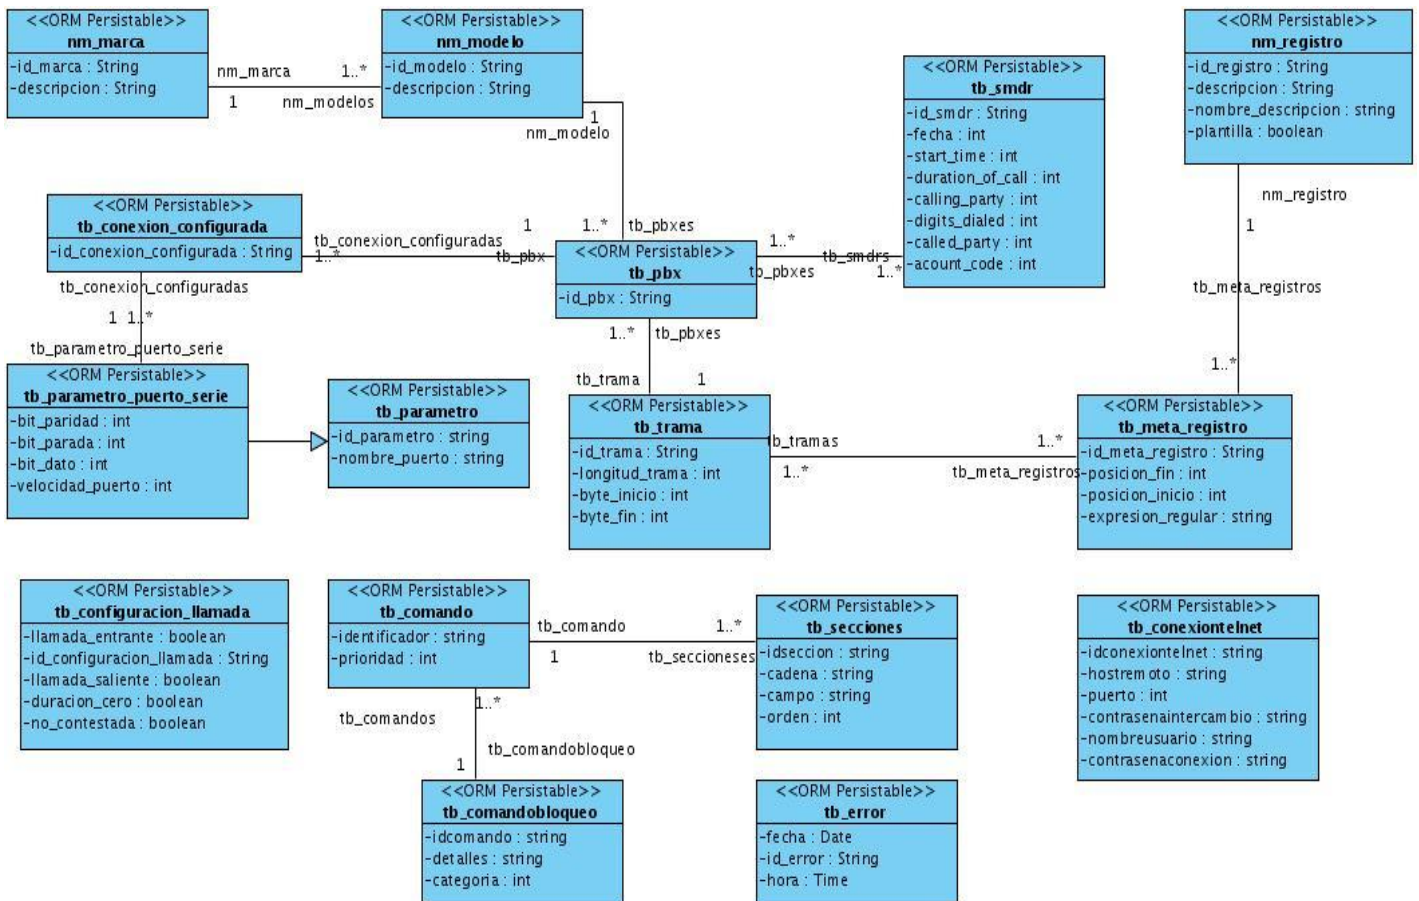 <<ORM Persistable>>
nm_marca
-id_marca : String
-descripcion : String
nm_marca
1..*
1
nm_modelos
<<ORM Persistable>>
nm_modelo
-id_modelo : String
-descripcion : String
1
nm_modelo
<<ORM Persistable>>
tb_smdr
-id_smdr : String
-fecha : int
-start_time : int
-duration_of_call : int
-calling_party : int
-digits_dialed : int
-called_party : int
-acount_code : int
<<ORM Persistable>>
nm_registro
-id_registro : String
-descripcion : String
-nombre_descripcion : string
-plantilla : boolean
nm_registro
1
tb_meta_registros
1..*
<<ORM Persistable>>
tb_conexion_configurada
-id_conexion_configurada : String
tb_conexion_configuradas
1..*
1
tb_pbx
1..*
tb_pbxes
<<ORM Persistable>>
tb_pbx
-id_pbx : String
1..*
tb_pbxes
tb_smdrs
1..*
tb_conexion_configuradas
1 1..*
tb_parametro_puerto_serie
1..*
tb_pbxes
tb_trama
1
<<ORM Persistable>>
tb_parametro_puerto_serie
-bit_paridad : int
-bit_parada : int
-bit_dato : int
-velocidad_puerto : int
<<ORM Persistable>>
tb_parametro
-id_parametro : string
-nombre_puerto : string
<<ORM Persistable>>
tb_trama
-id_trama : String
-longitud_trama : int
-byte_inicio : int
-byte_fin : int
tb_tramas
1..*
1..*
tb_meta_registros
<<ORM Persistable>>
tb_meta_registro
-id_meta_registro : String
-posicion_fin : int
-posicion_inicio : int
-expresion_regular : string
<<ORM Persistable>>
tb_configuracion_llamada
-llamada_entrante : boolean
-id_configuracion_llamada : String
-llamada_saliente : boolean
-duracion_cero : boolean
-no_contestada : boolean
<<ORM Persistable>>
tb_comando
-identificador : string
-prioridad : int
tb_comando
1..*
1
tb_seccioneses
<<ORM Persistable>>
tb_secciones
-idseccion : string
-cadena : string
-campo : string
-orden : int
<<ORM Persistable>>
tb_conexiontelnet
-idconexiontelnet : string
-hostremoto : string
-puerto : int
-contrasenaintercambio : string
-nombreusuario : string
-contrasenaconexion : string
1..*
tb_comandos
tb_comandobloqueo
1
<<ORM Persistable>>
tb_comandobloqueo
-idcomando : string
-detalles : string
-categoria : int
<<ORM Persistable>>
tb_error
-fecha : Date
-id_error : String
-hora : Time